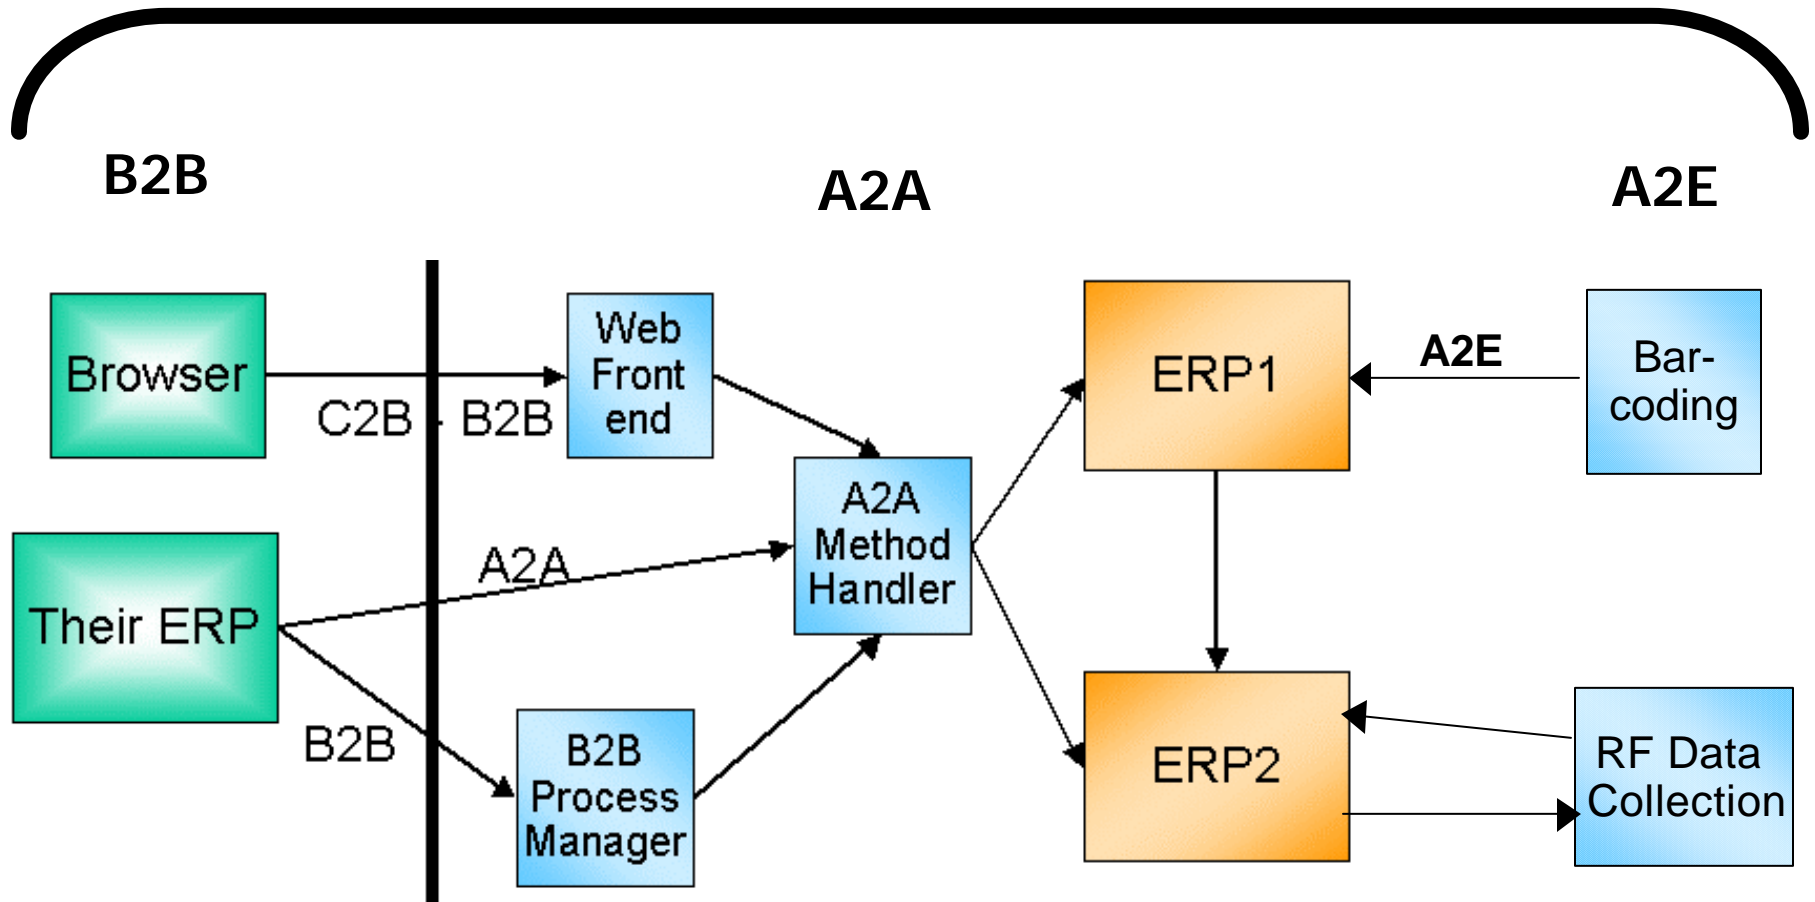 B2B
A2A
A2E
Browser
C2B - B2B
Web
Front
end
ERP1
A2E
Bar-
coding
A2A
Method
Handler
A2A
Their ERP
B2B
B2B
Process
Manager
ERP2
RF Data
Collection